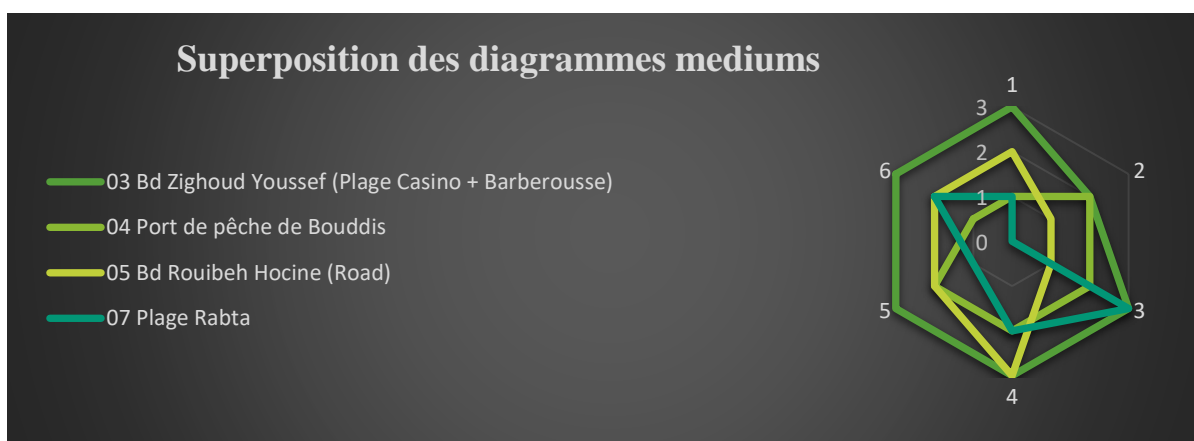 Superposition des diagrammes mediums
03 Bd Zighoud Youssef (Plage Casino + Barberousse)
04 Port de pêche de Bouddis
05 Bd Rouibeh Hocine (Road)
07 Plage Rabta
1
3
2
6
2
1
0
5
3
4